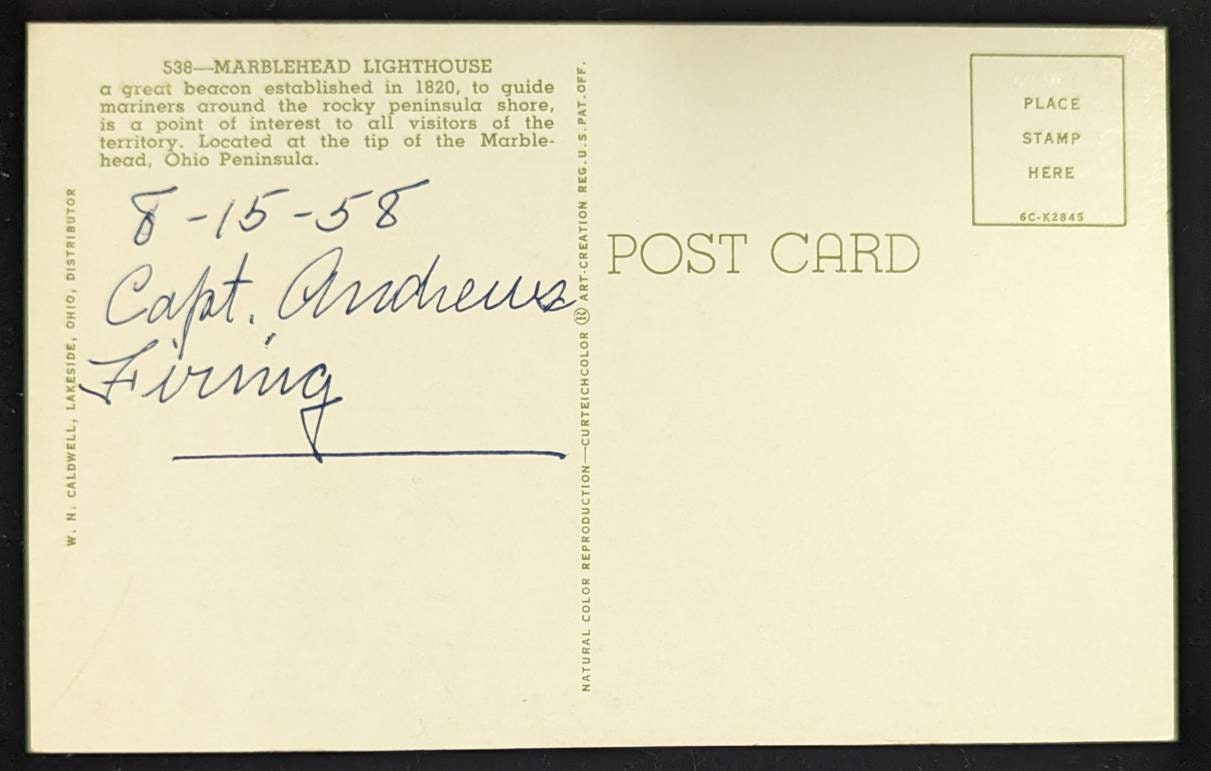 538—MARBLEHEAD LIGHTHOUSE
a great beacon established in 1820, to guide
mariners around the rocky peninsula shore,
is a point of interest to all visitors of the
territory. Located at the tip of the Marble-
head, Ohio Peninsula.
8-15-58
Capt. Andrews
Firing
W. N. CALDWELL, LAKESIDE, OHIO, DISTRIBUTOR
NATURAL COLOR REPRODUCTION—CURTEICHCOLOR ® ART-CREATION REG. U.S. PAT. OFF.
POST CARD
PLACE
STAMP
HERE
6C-K2845